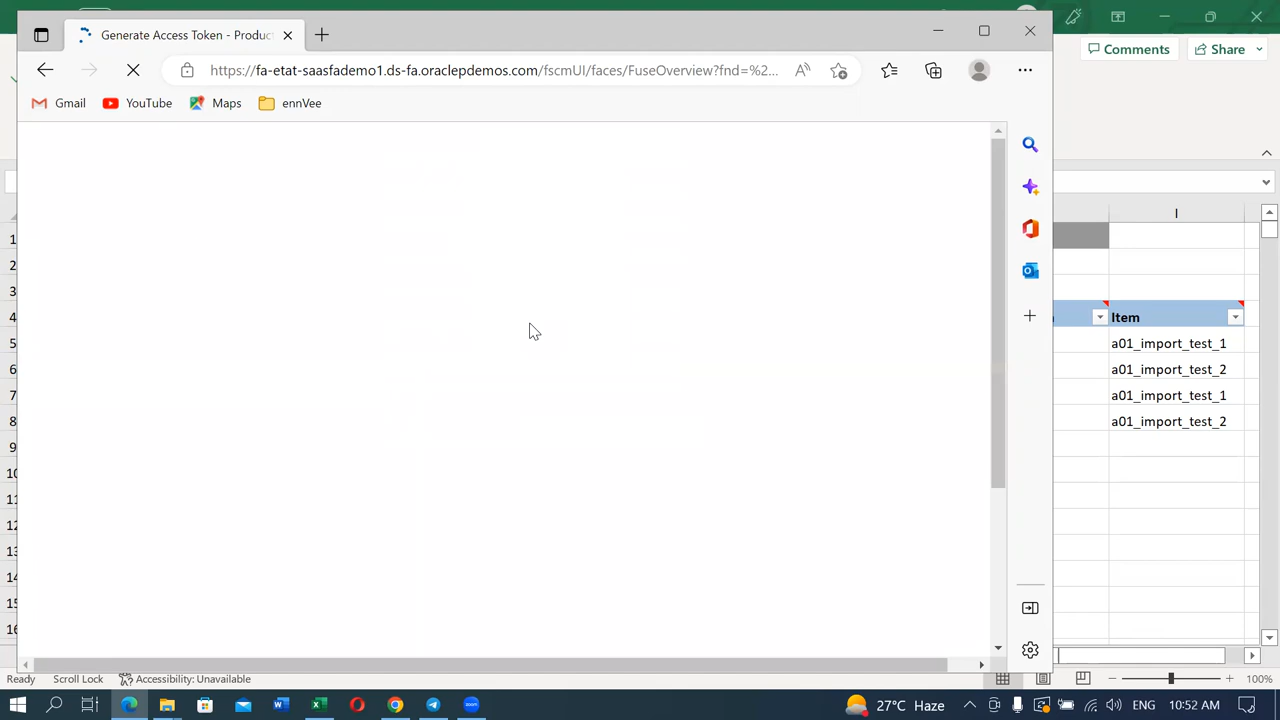 Generate Access Token - Produc
Comments
Share
https://fa-etat-saasfademo1.ds-fa.oraclepdemos.com/fscmUI/faces/FuseOverview?fnd=%2...
Gmail
YouTube
Maps
ennVee
I
1
2
3
4
Item
5
a01_import_test_1
6
a01_import_test_2
7
a01_import_test_1
8
a01_import_test_2
9
10
11
12
13
14
15
16
Ready
Scroll Lock
Accessibility: Unavailable
100%
27°C Haze
ENG
10:52 AM